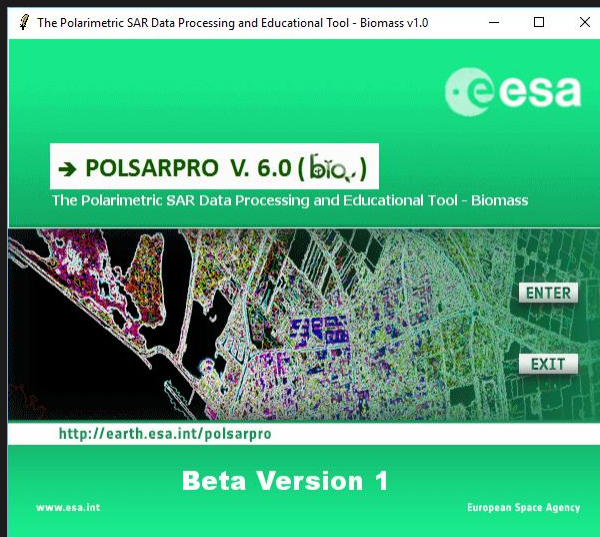 The Polarimetric SAR Data Processing and Educational Tool - Biomass v1.0
esa
➔ POLSARPRO V. 6.0 ( bio )
The Polarimetric SAR Data Processing and Educational Tool - Biomass
ENTER
EXIT
http://earth.esa.int/polsarpro
Beta Version 1
www.esa.int
European Space Agency